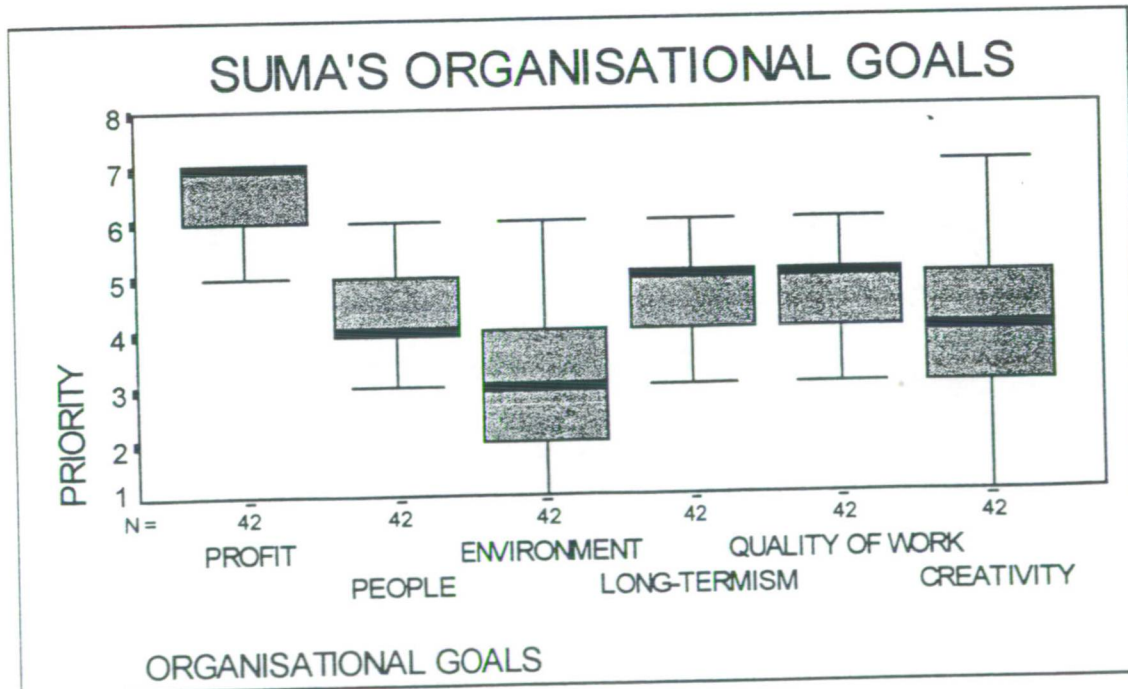 SUMA'S ORGANISATIONAL GOALS
8
7
6
5
4
3
2
1
PRIORITY
N = 42 42 42 42 42 42
PROFIT
PEOPLE
ENVIRONMENT
LONG-TERMISM
QUALITY OF WORK
CREATIVITY
ORGANISATIONAL GOALS